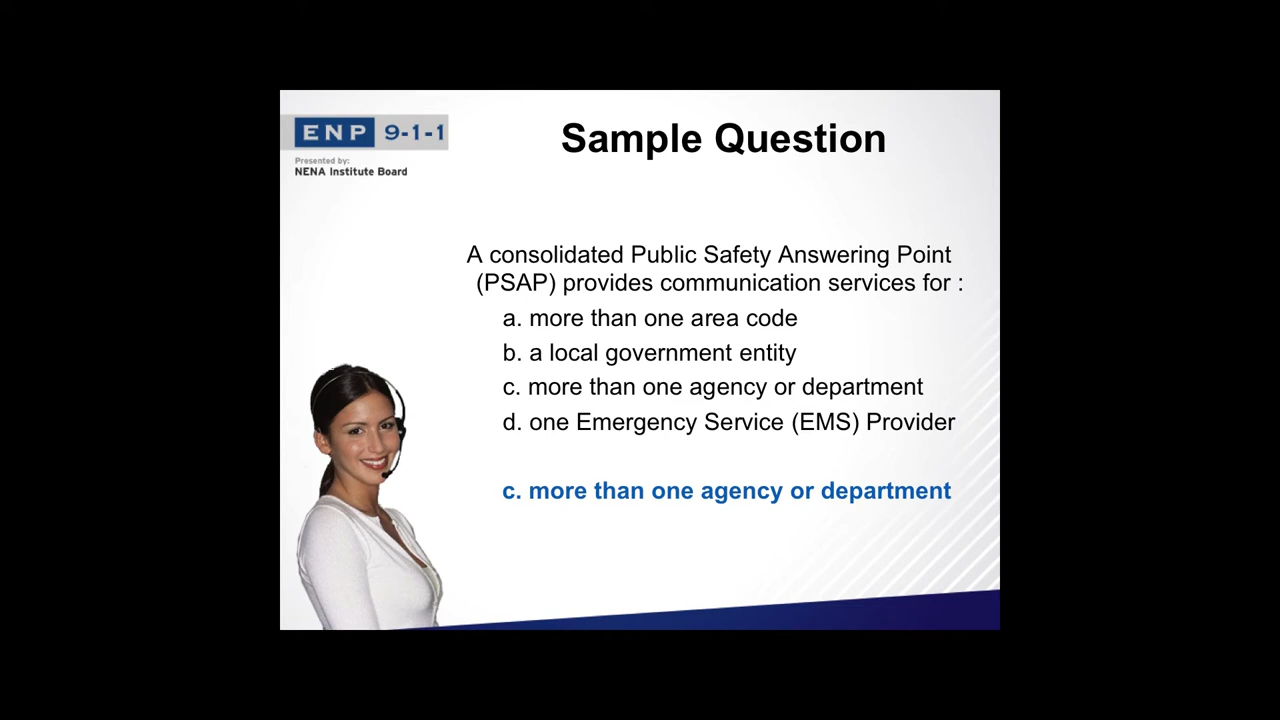 ENP 9-1-1
Presented by:
NENA Institute Board
Sample Question
A consolidated Public Safety Answering Point
(PSAP) provides communication services for :
a. more than one area code
b. a local government entity
c. more than one agency or department
d. one Emergency Service (EMS) Provider
c. more than one agency or department